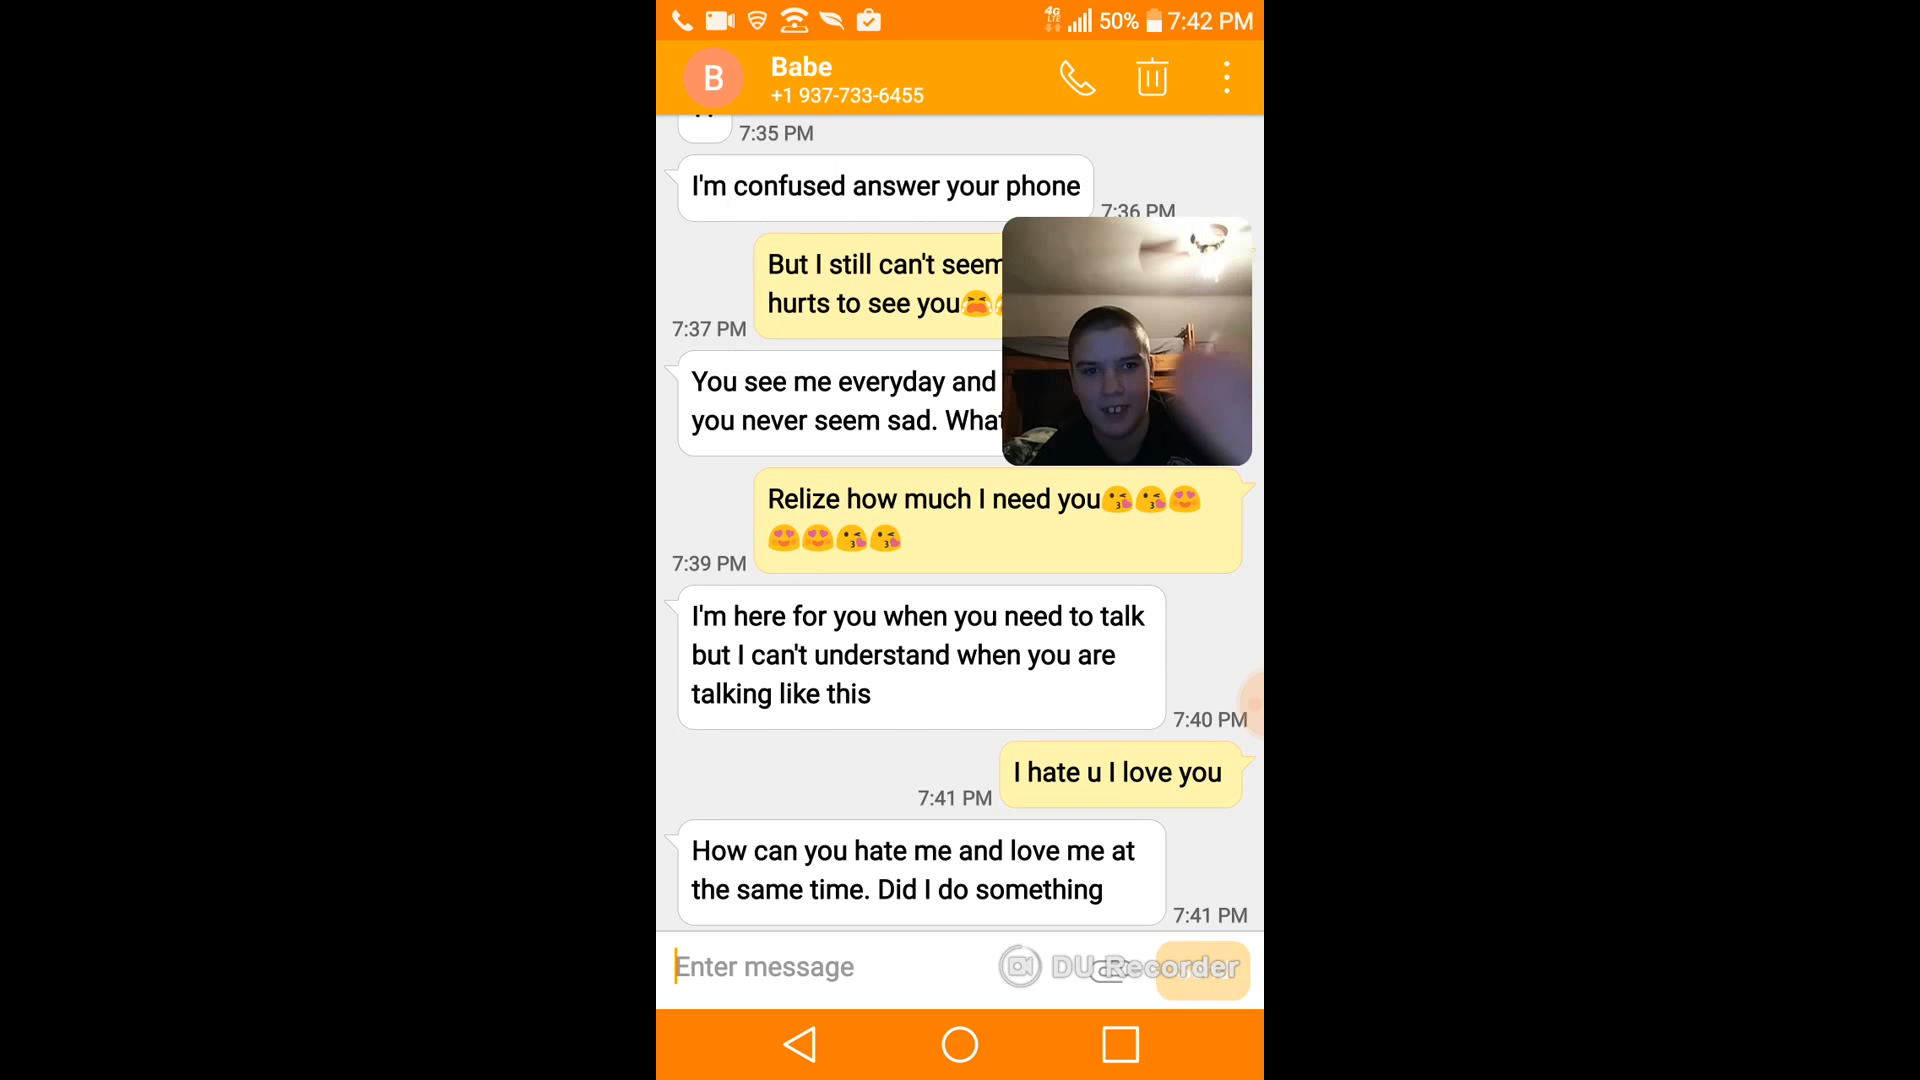 4G LTE 50% 7:42 PM
B
Babe
+1 937-733-6455
7:35 PM
I'm confused answer your phone
7:36 PM
But I still can't seem
hurts to see you😭
7:37 PM
You see me everyday and
you never seem sad. What
Relize how much I need you😘😘😍
😍😍😘😘
7:39 PM
I'm here for you when you need to talk
but I can't understand when you are
talking like this
7:40 PM
I hate u I love you
7:41 PM
How can you hate me and love me at
the same time. Did I do something
7:41 PM
Enter message
DU Recorder